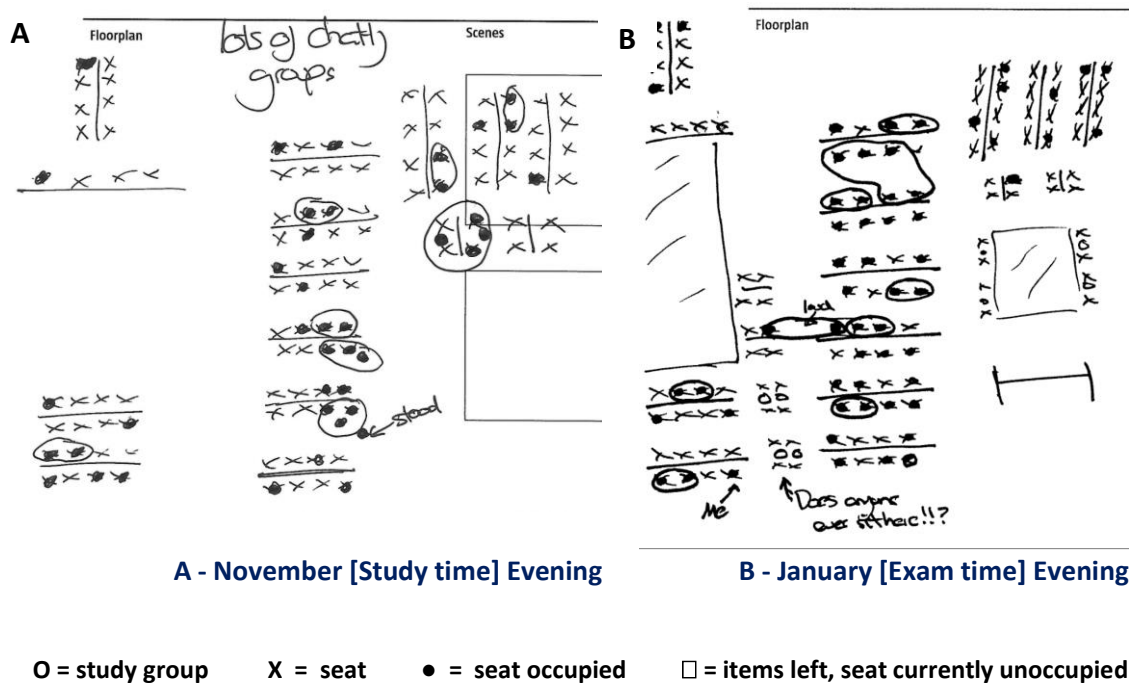 A
Floorplan
lots of chatty
groups
Scenes
stood
A - November [Study time] Evening
B
Floorplan
Me
Does anyone
ever sit here!!?
B - January [Exam time] Evening
O = study group X = seat ● = seat occupied □ = items left, seat currently unoccupied